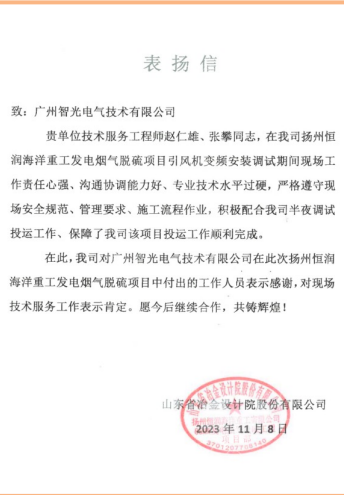 表扬信
致：广州智光电气技术有限公司
贵单位技术服务工程师赵仁雄、张攀同志，在我司扬州恒
润海洋重工发电烟气脱硫项目引风机变频安装调试期间现场工
作责任心强、沟通协调能力好、专业技术水平过硬，严格遵守现
场安全规范、管理要求、施工流程作业，积极配合我司半夜调试
投运工作、保障了我司该项目投运工作顺利完成。
在此，我司对广州智光电气技术有限公司在此次扬州恒润
海洋重工发电烟气脱硫项目中付出的工作人员表示感谢，对现场
技术服务工作表示肯定。愿今后继续合作，共铸辉煌！
山东省冶金设计院股份有限公司
2023 年 11 月 8 日